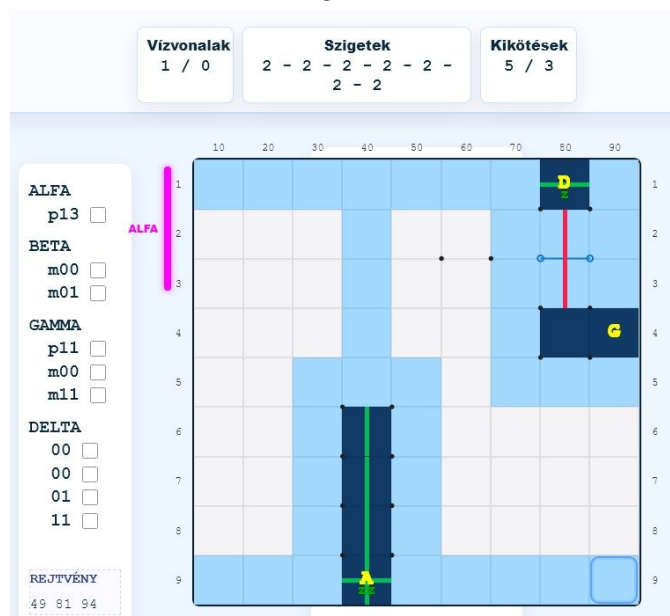 Vízvonalak
1 / 0
Szigetek
2 – 2 – 2 – 2 – 2 –
2 – 2
Kikötések
5 / 3
10 20 30 40 50 60 70 80 90
ALFA
p13
BETA
m00
m01
GAMMA
p11
m00
m11
DELTA
00
00
01
11
REJTVÉNY
49 81 94
ALFA
1 D z 1
2 2
3 3
4 G 4
5 5
6 6
7 7
8 8
9 A zz 9